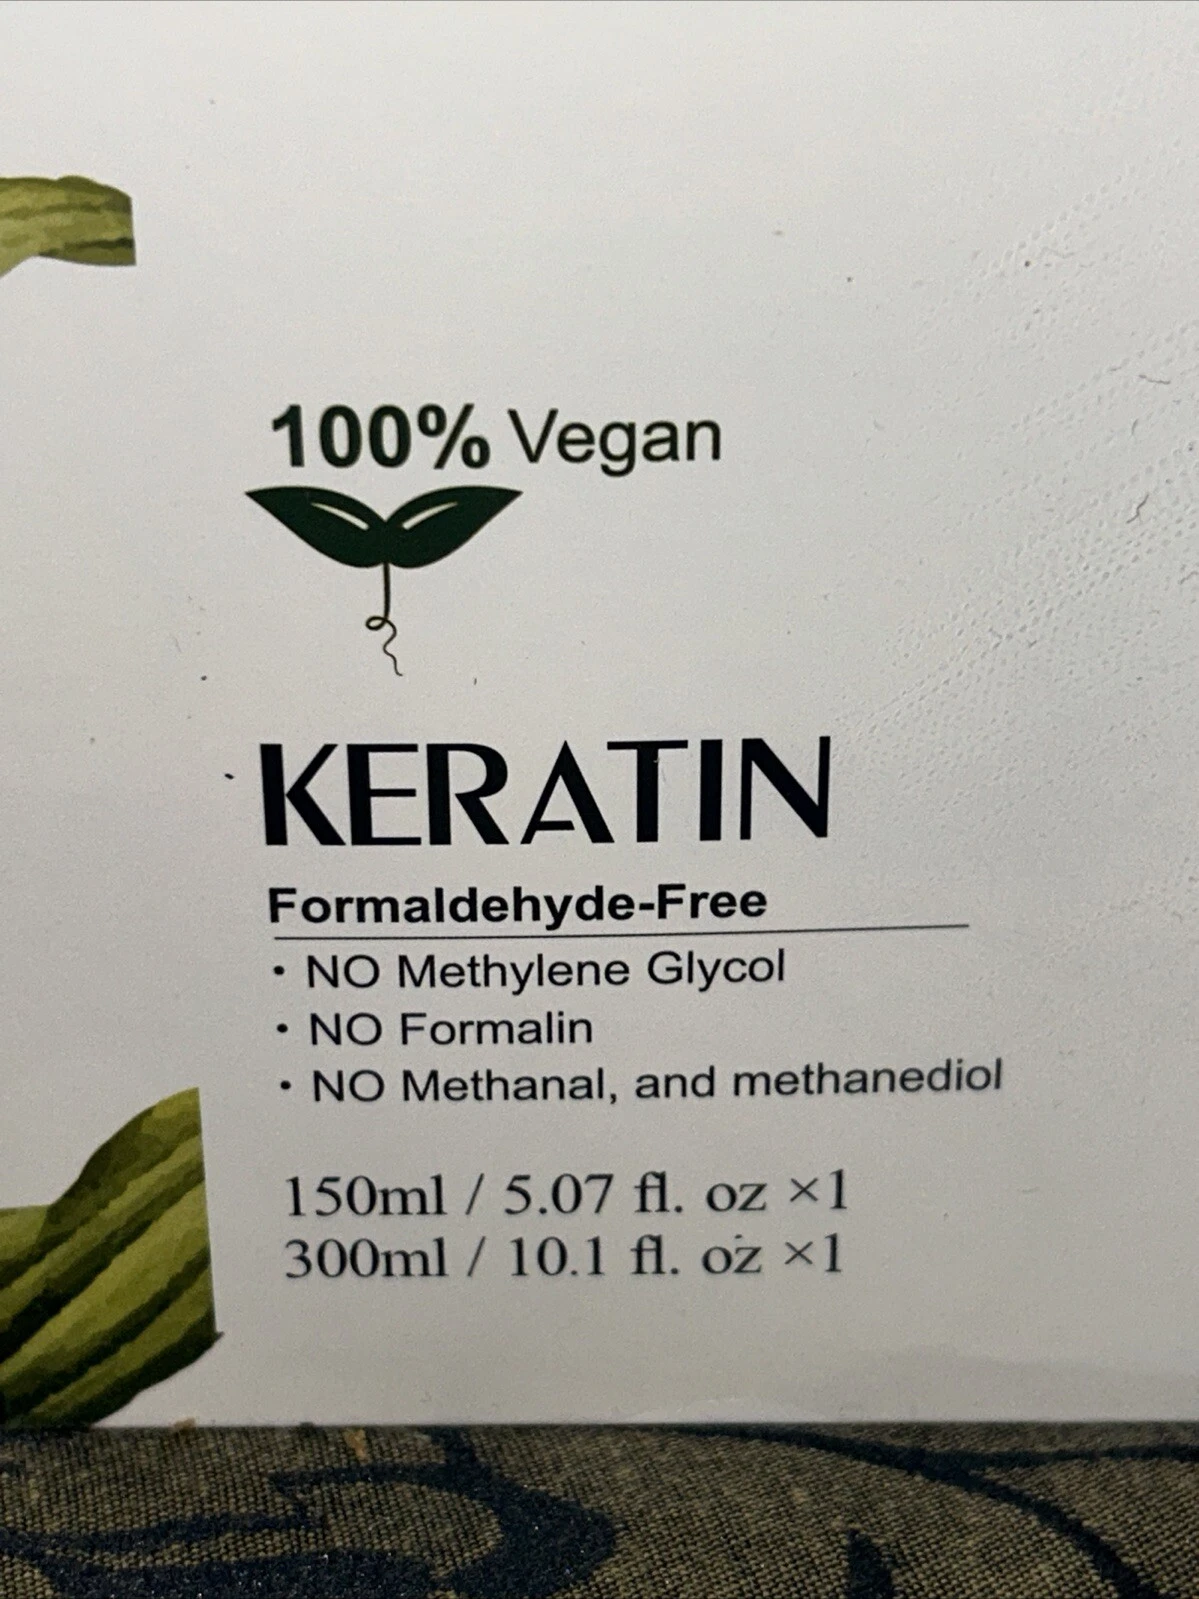 100% Vegan
KERATIN
Formaldehyde-Free
• NO Methylene Glycol
• NO Formalin
• NO Methanal, and methanediol
150ml / 5.07 fl. oz ×1
300ml / 10.1 fl. oz ×1